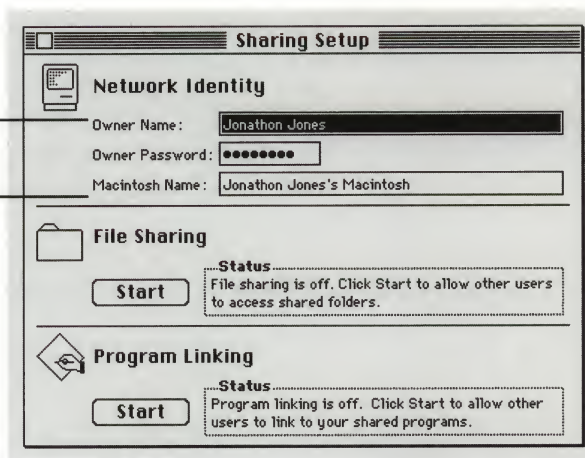 Sharing Setup
Network Identity
Owner Name: Jonathon Jones
Owner Password: ●●●●●●●●
Macintosh Name: Jonathon Jones's Macintosh
File Sharing
Status
Start
File sharing is off. Click Start to allow other users
to access shared folders.
Program Linking
Status
Start
Program linking is off. Click Start to allow other
users to link to your shared programs.